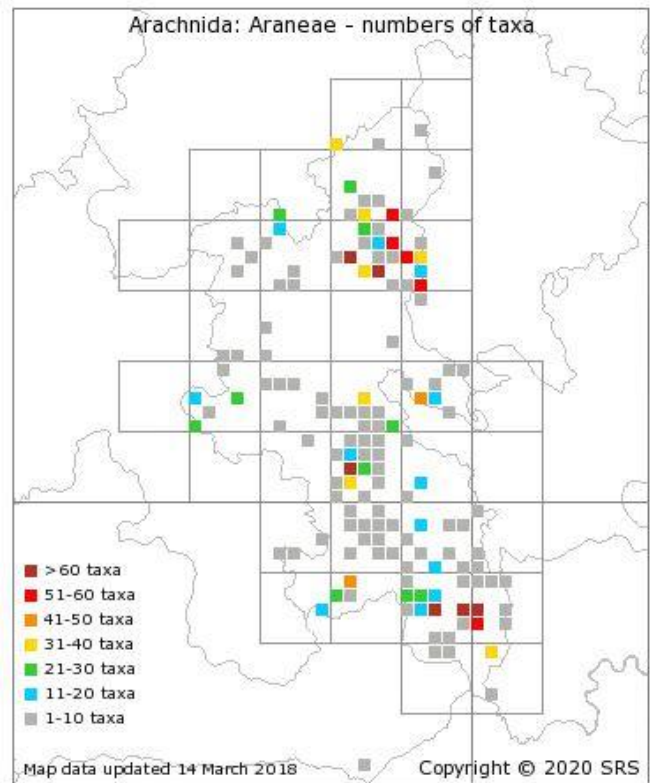 Arachnida: Araneae - numbers of taxa
>60 taxa
51-60 taxa
41-50 taxa
31-40 taxa
21-30 taxa
11-20 taxa
1-10 taxa
Map data updated 14 March 2018
Copyright © 2020 SRS